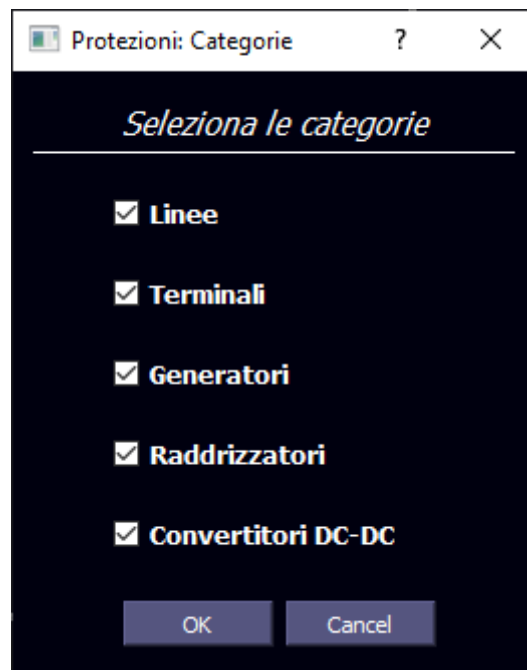 Protezioni: Categorie ?
Seleziona le categorie
Linee
Terminali
Generatori
Raddrizzatori
Convertitori DC-DC
OK Cancel